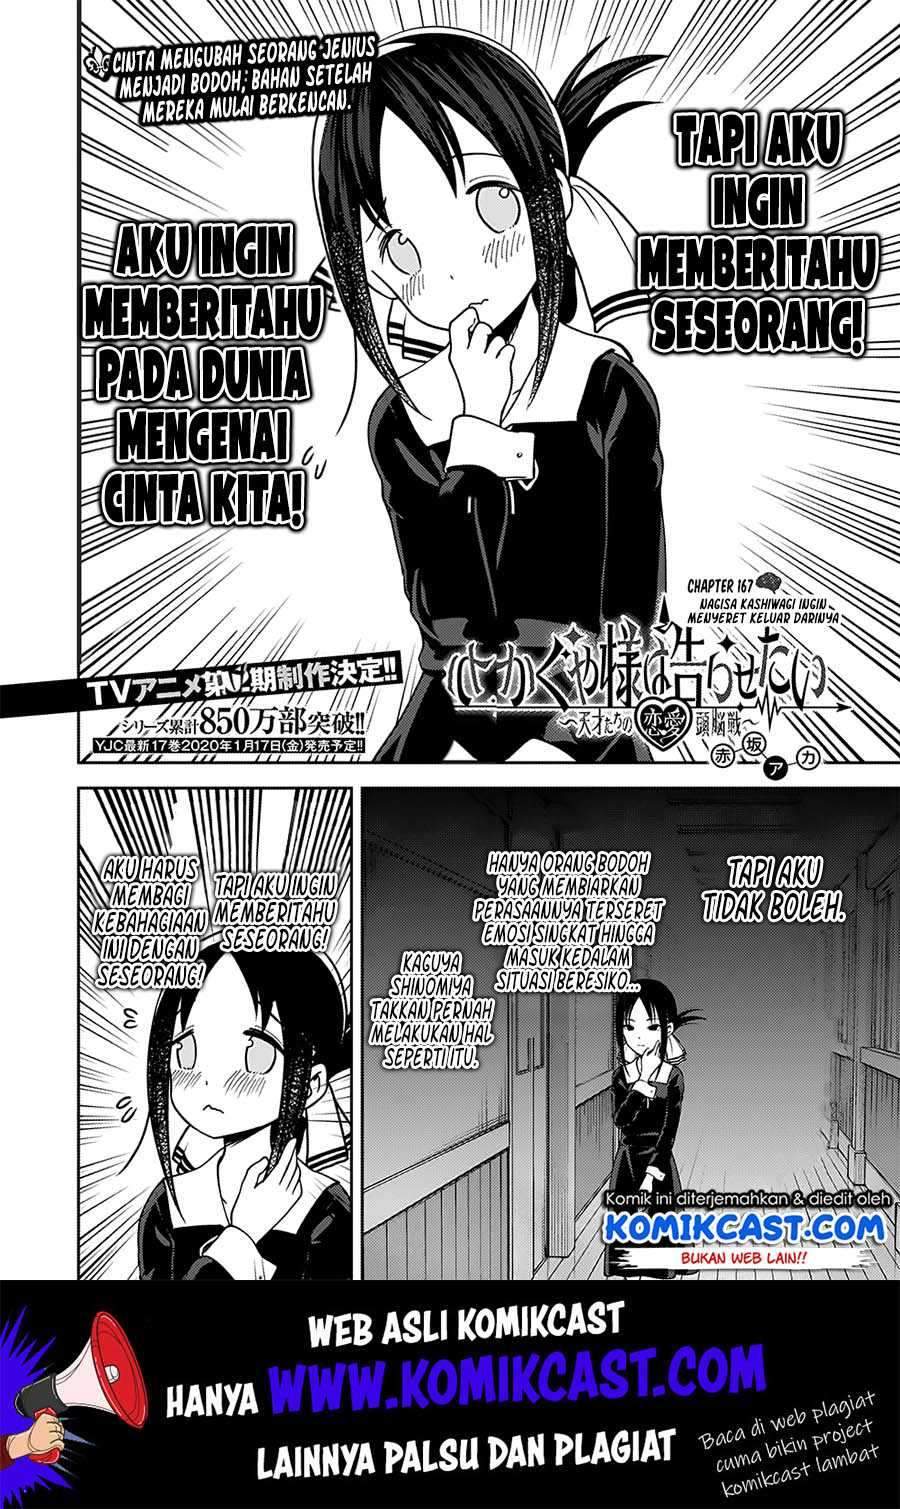 CINTA MENGUBAH SEORANG JENIUS
MENJADI BODOH, BAHAN SETELAH
MEREKA MULAI BERKENCAN.
TAPI AKU
INGIN
MEMBERITAHU
SESEORANG!
AKU INGIN
MEMBERITAHU
PADA DUNIA
MENGENAI
CINTA KITA!
CHAPTER 167
NAGISA KASHIWAGI INGIN
MENYERET KELUAR DARINYA
かぐや様は告らせたい
〜天才たちの恋愛頭脳戦〜
赤坂アカ
TVアニメ第2期制作決定!!
シリーズ累計850万部突破!!
YJC最新17巻2020年1月17日(金)発売予定!!
TAPI AKU
TIDAK BOLEH.
HANYA ORANG BODOH
YANG MEMBIARKAN
PERASAANNYA TERSERET
EMOSI SINGKAT HINGGA
MASUK KEDALAM
SITUASI BERESIKO...
KAGUYA
SHINOMIYA
TAKKAN PERNAH
MELAKUKAN HAL
SEPERTI ITU.
TAPI AKU INGIN
MEMBERITAHU
SESEORANG!
AKU HARUS
MEMBAGI
KEBAHAGIAAN
INI DENGAN
SESEORANG!
Komik ini diterjemahkan & diedit oleh
KOMIKCAST.COM
BUKAN WEB LAIN!!
WEB ASLI KOMIKCAST
HANYA WWW.KOMIKCAST.COM
LAINNYA PALSU DAN PLAGIAT
Baca di web plagiat
cuma bikin project
komikcast lambat